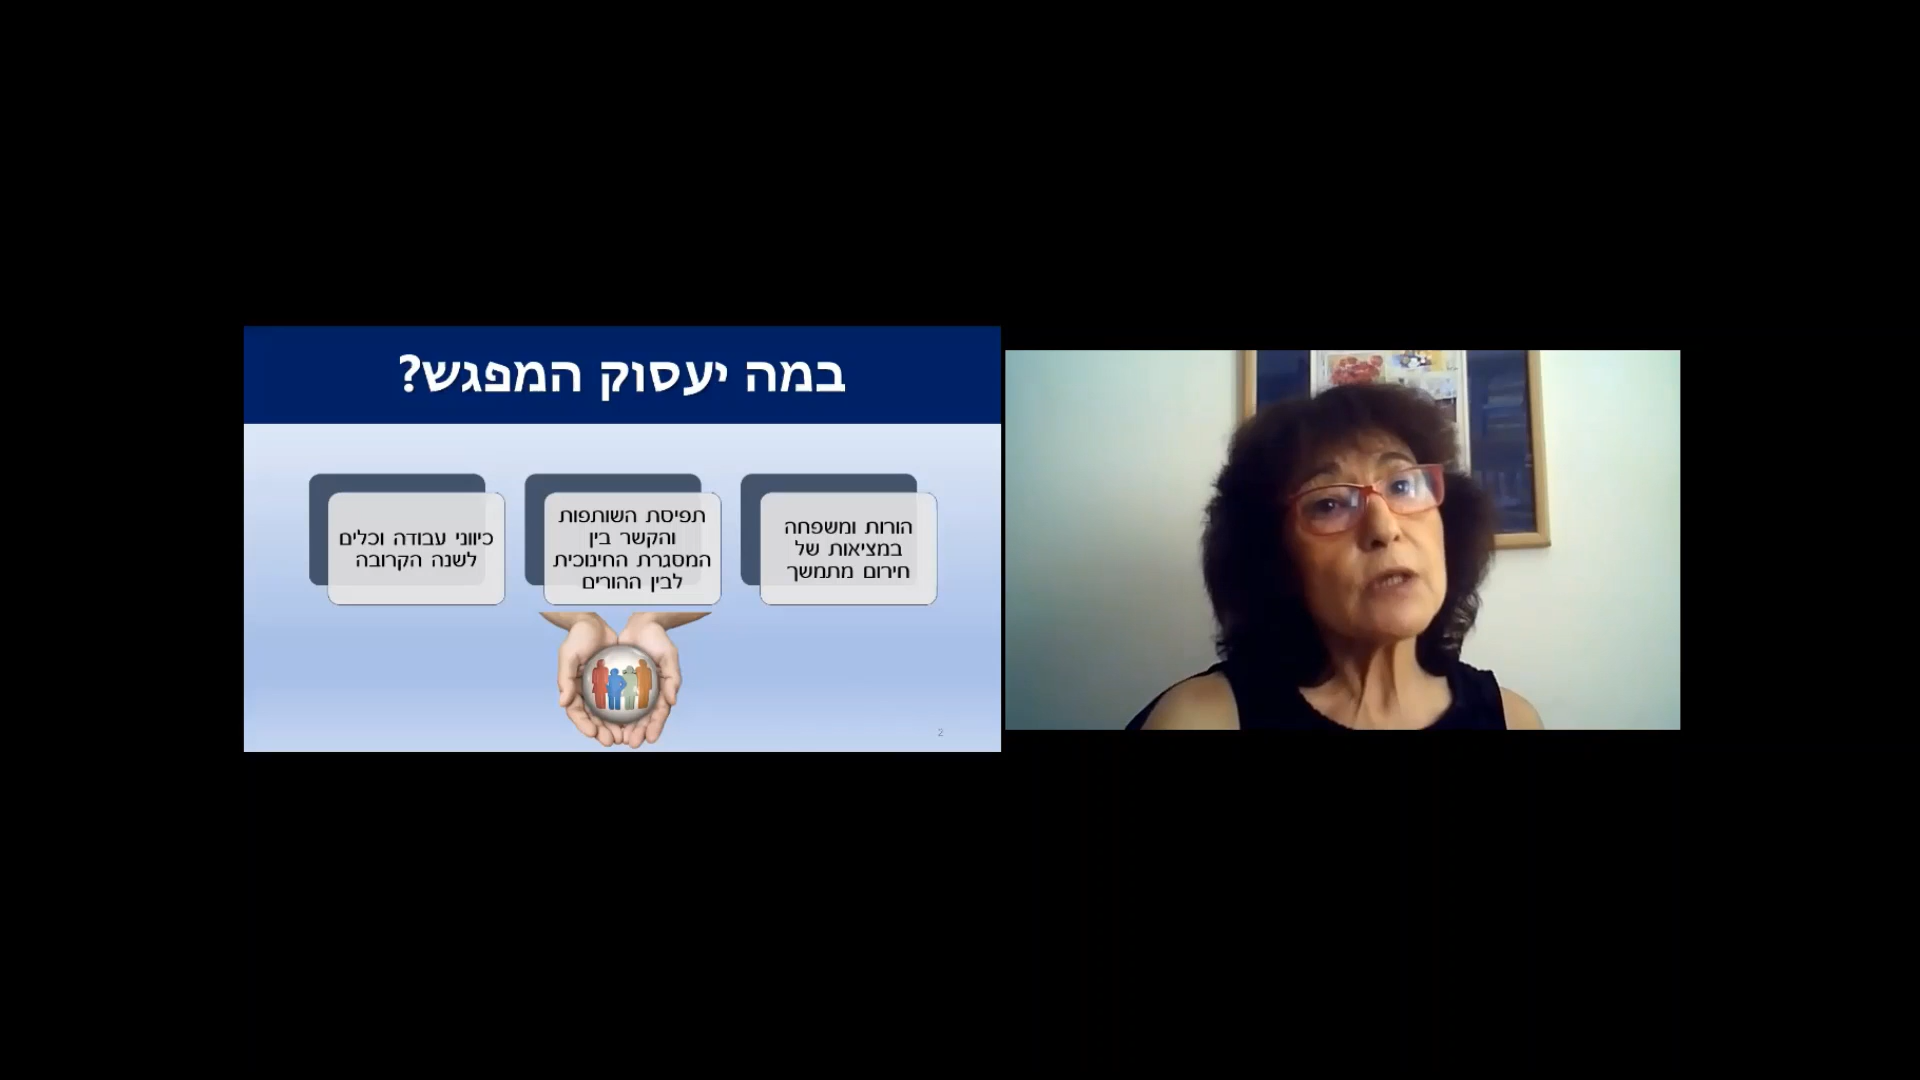 במה יעסוק המפגש?
הורות ומשפחה
במציאות של
חירום מתמשך
תפיסת השותפות
והקשר בין
המסגרת החינוכית
לבין ההורים
כיווני עבודה וכלים
לשנה הקרובה
2